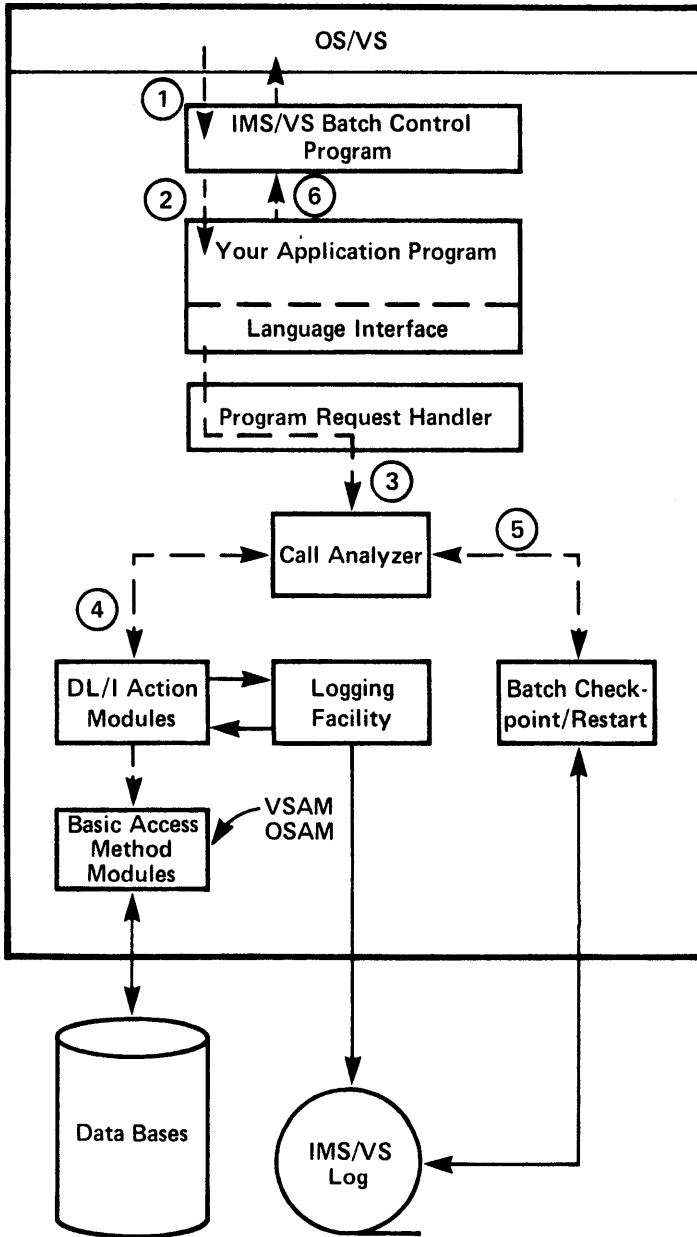 OS/VS
1
IMS/VS Batch Control
Program
2
6
Your Application Program
Language Interface
Program Request Handler
3
Call Analyzer
5
4
DL/I Action
Modules
Logging
Facility
Batch Check-
point/Restart
Basic Access
Method
Modules
VSAM
OSAM
Data Bases
IMS/VS
Log